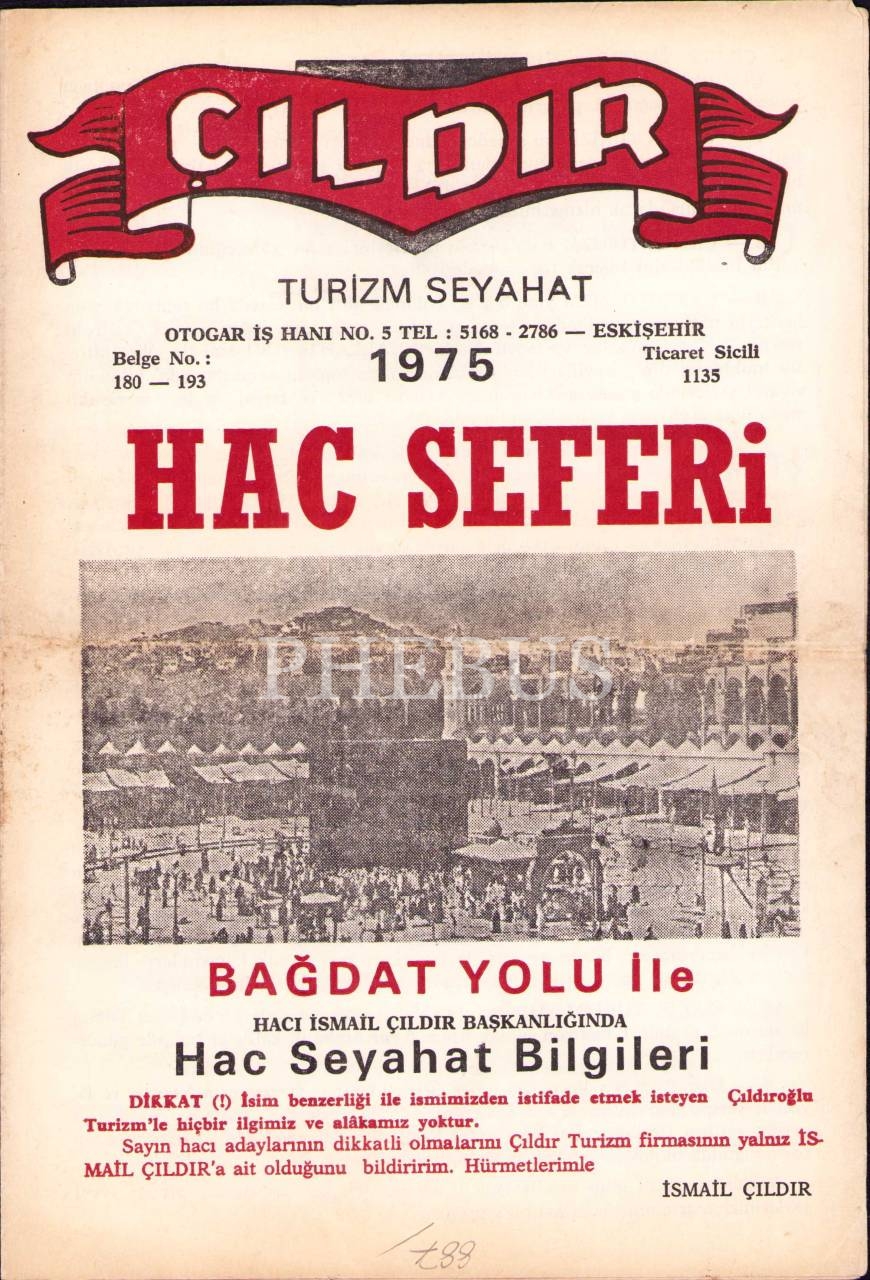 ÇILDIR
TURİZM SEYAHAT
OTOGAR İŞ HANI NO. 5 TEL : 5168 - 2786 — ESKİŞEHİR
Belge No. : 1975 Ticaret Sicili
180 — 193 1135
HAC SEFERİ
PHEBUS
BAĞDAT YOLU İle
HACI İSMAİL ÇILDIR BAŞKANLIĞINDA
Hac Seyahat Bilgileri
DİKKAT (!) İsim benzerliği ile ismimizden istifade etmek isteyen Çıldıroğlu
Turizm'le hiçbir ilgimiz ve alâkamız yoktur.
Sayın hacı adaylarının dikkatli olmalarını Çıldır Turizm firmasının yalnız İS-
MAİL ÇILDIR'a ait olduğunu bildiririm. Hürmetlerimle
İSMAİL ÇILDIR